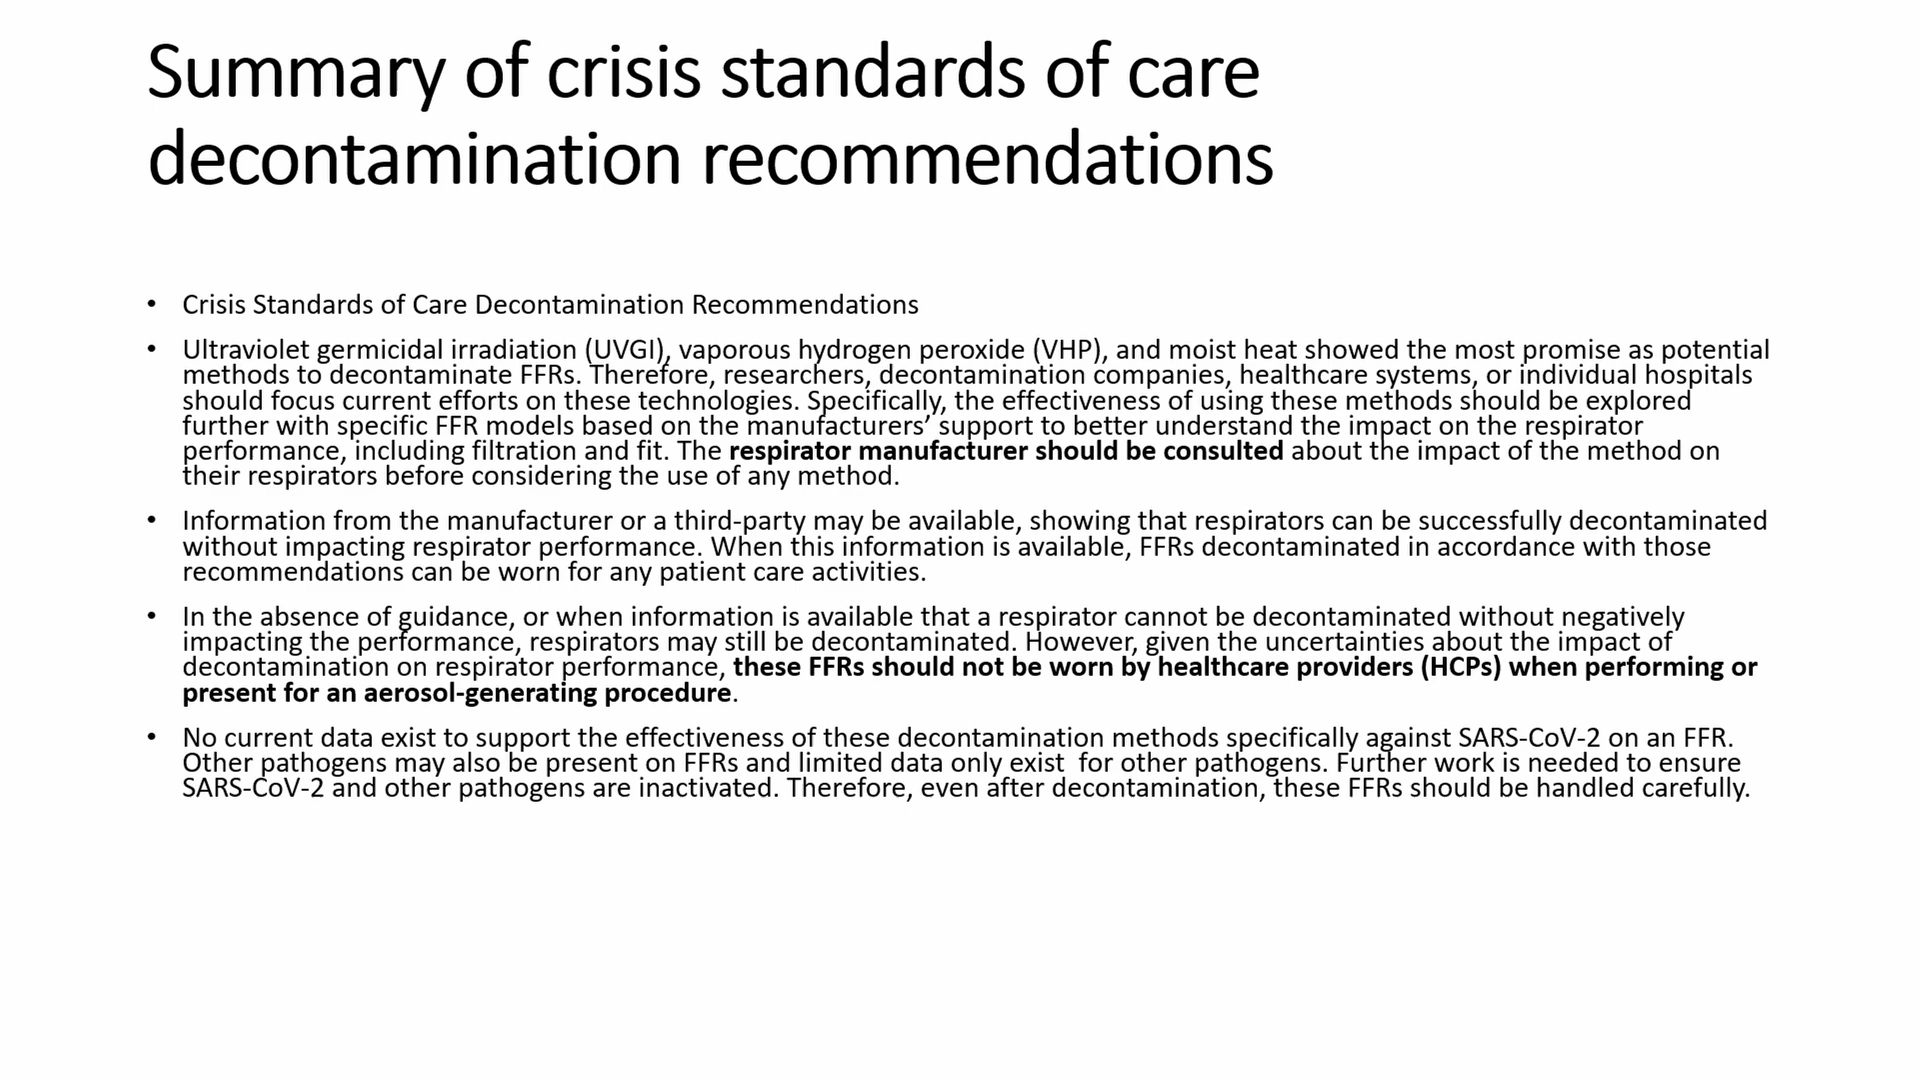 Summary of crisis standards of care
decontamination recommendations
• Crisis Standards of Care Decontamination Recommendations
• Ultraviolet germicidal irradiation (UVGI), vaporous hydrogen peroxide (VHP), and moist heat showed the most promise as potential
methods to decontaminate FFRs. Therefore, researchers, decontamination companies, healthcare systems, or individual hospitals
should focus current efforts on these technologies. Specifically, the effectiveness of using these methods should be explored
further with specific FFR models based on the manufacturers’ support to better understand the impact on the respirator
performance, including filtration and fit. The respirator manufacturer should be consulted about the impact of the method on
their respirators before considering the use of any method.
• Information from the manufacturer or a third-party may be available, showing that respirators can be successfully decontaminated
without impacting respirator performance. When this information is available, FFRs decontaminated in accordance with those
recommendations can be worn for any patient care activities.
• In the absence of guidance, or when information is available that a respirator cannot be decontaminated without negatively
impacting the performance, respirators may still be decontaminated. However, given the uncertainties about the impact of
decontamination on respirator performance, these FFRs should not be worn by healthcare providers (HCPs) when performing or
present for an aerosol-generating procedure.
• No current data exist to support the effectiveness of these decontamination methods specifically against SARS-CoV-2 on an FFR.
Other pathogens may also be present on FFRs and limited data only exist  for other pathogens. Further work is needed to ensure
SARS-CoV-2 and other pathogens are inactivated. Therefore, even after decontamination, these FFRs should be handled carefully.